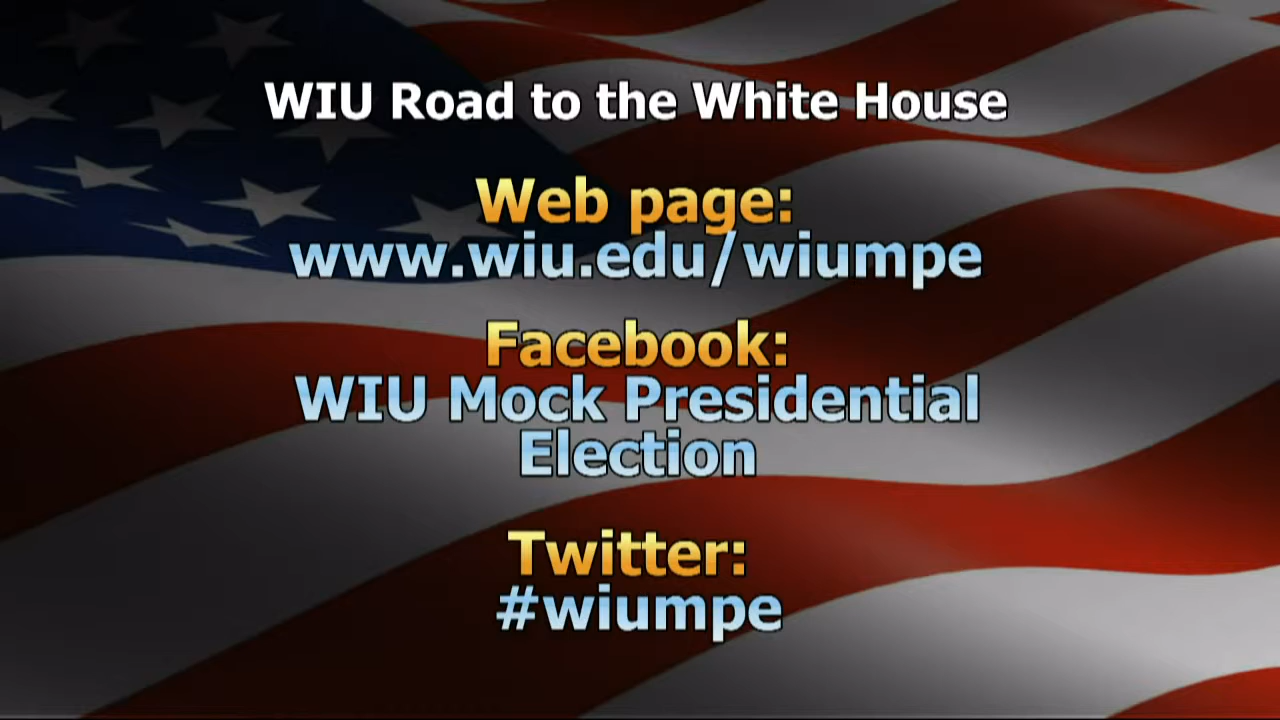 WIU Road to the White House
Web page:
www.wiu.edu/wiumpe
Facebook:
WIU Mock Presidential
Election
Twitter:
#wiumpe